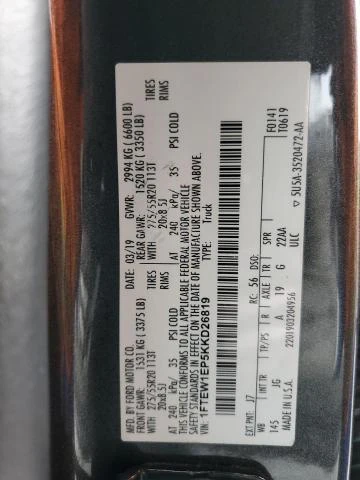 MFD. BY FORD MOTOR CO.
DATE: 03/19 GVWR: 2994 KG (6600 LB)
FRONT GAWR: 1531 KG (3375 LB) REAR GAWR: 1520 KG (3350 LB)
WITH 275/55R20 113T TIRES WITH 275/55R20 113T TIRES
20x8.5J RIMS 20x8.5J RIMS
AT 240 kPa/ 35 PSI COLD AT 240 kPa/ 35 PSI COLD
THIS VEHICLE CONFORMS TO ALL APPLICABLE FEDERAL MOTOR VEHICLE
SAFETY STANDARDS IN EFFECT ON THE DATE OF MANUFACTURE SHOWN ABOVE.
VIN: 1FTEW1EP5KKD26819 TYPE: Truck
F0141
T0619
EXT PNT: J7 RC: 56 DSO:
WB INT TR TP/PS R AXLE TR SPR
145 JG A 19 G 22AA
ULC
2201903204956
MADE IN U.S.A. ▽ 5U5A-3520472-AA